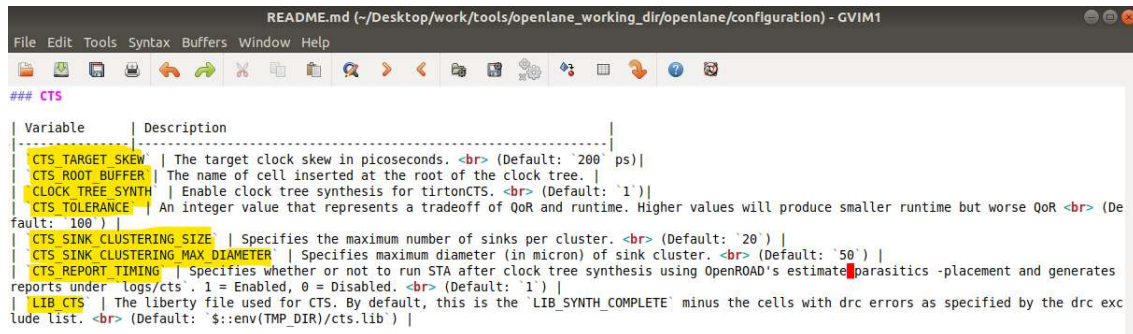 README.md (~/Desktop/work/tools/openlane_working_dir/openlane/configuration) - GVIM1
File Edit Tools Syntax Buffers Window Help
### CTS
| Variable      | Description                                                   |
|---------------|---------------------------------------------------------------|
| `CTS_TARGET_SKEW` | The target clock skew in picoseconds. <br> (Default: `200` ps)|
| `CTS_ROOT_BUFFER`| The name of cell inserted at the root of the clock tree. |
| `CLOCK_TREE_SYNTH` | Enable clock tree synthesis for tirtonCTS. <br> (Default: `1`)|
| `CTS_TOLERANCE` | An integer value that represents a tradeoff of QoR and runtime. Higher values will produce smaller runtime but worse QoR <br> (De
fault: `100`) |
| `CTS_SINK_CLUSTERING_SIZE` | Specifies the maximum number of sinks per cluster. <br> (Default: `20`) |
| `CTS_SINK_CLUSTERING_MAX_DIAMETER` | Specifies maximum diameter (in micron) of sink cluster. <br> (Default: `50`) |
| `CTS_REPORT_TIMING` | Specifies whether or not to run STA after clock tree synthesis using OpenROAD's estimate parasitics -placement and generates
reports under `logs/cts`. 1 = Enabled, 0 = Disabled. <br> (Default: `1`) |
| `LIB_CTS` | The liberty file used for CTS. By default, this is the `LIB_SYNTH_COMPLETE` minus the cells with drc errors as specified by the drc exc
lude list. <br> (Default: `$::env(TMP_DIR)/cts.lib`) |